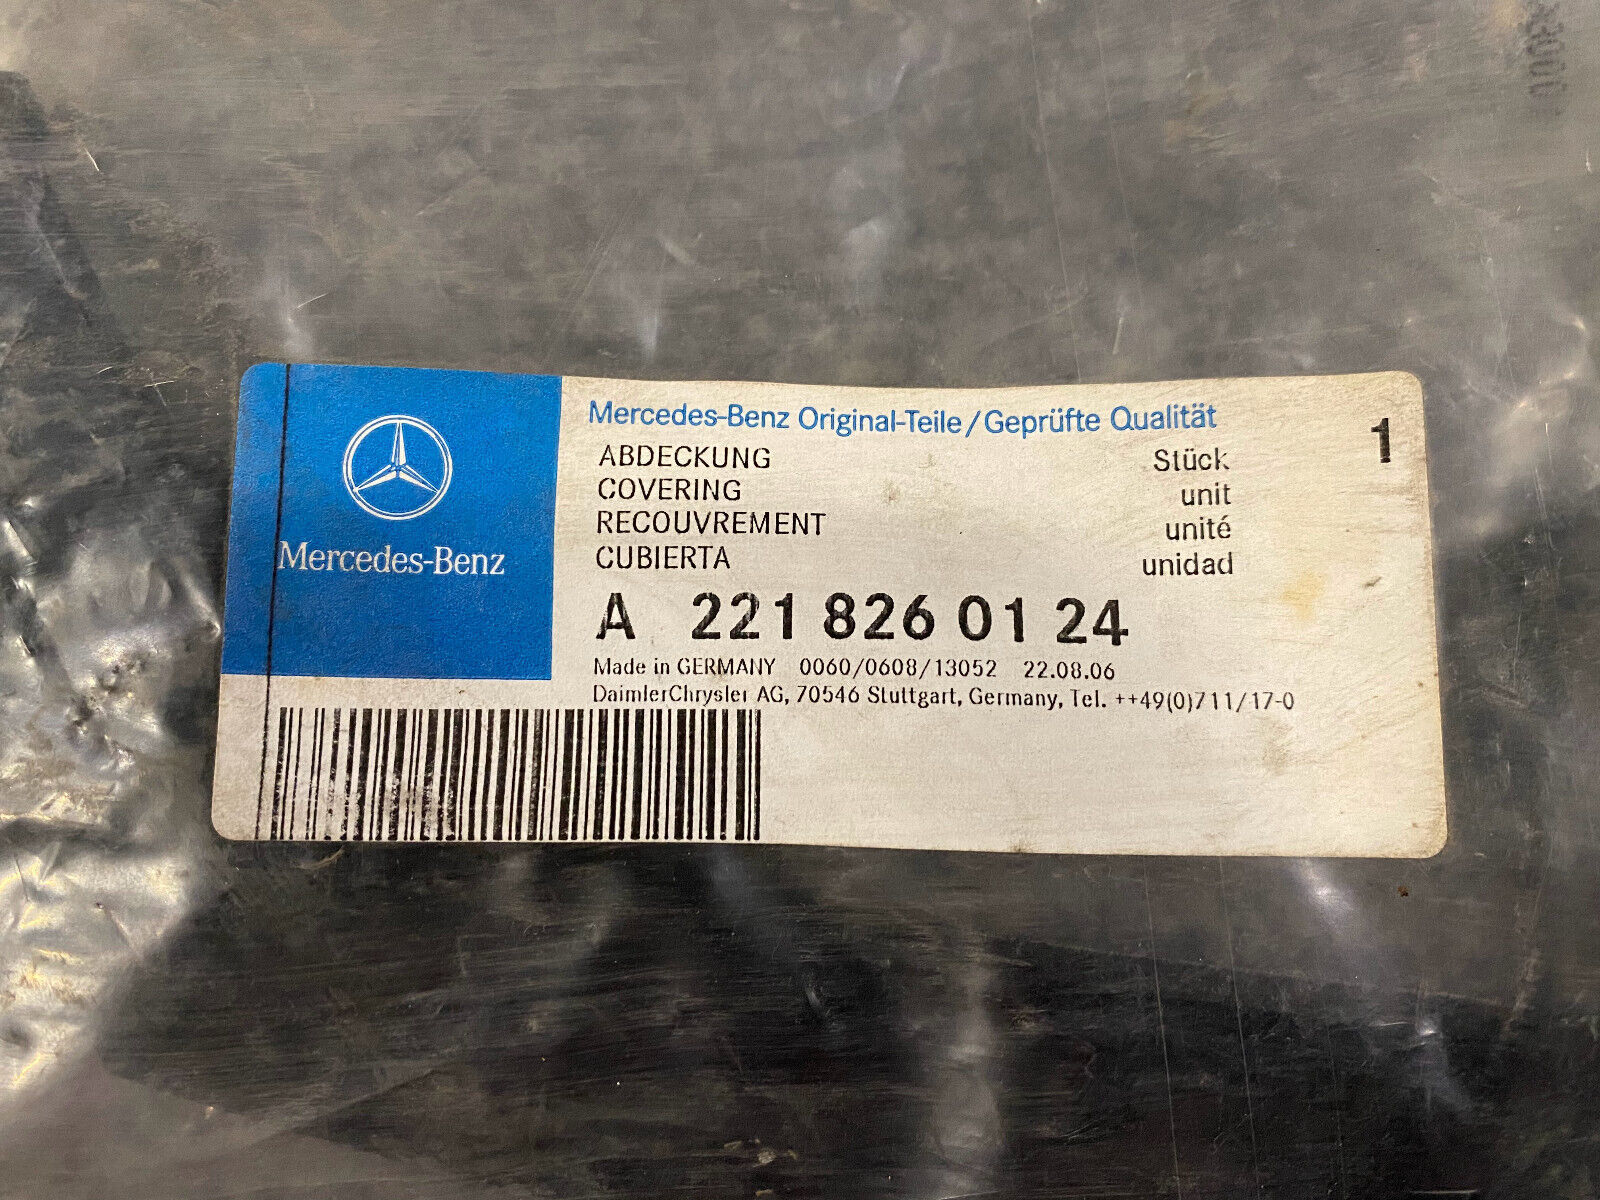 Mercedes-Benz
Mercedes-Benz Original-Teile/Geprüfte Qualität
ABDECKUNG Stück 1
COVERING unit
RECOUVREMENT unité
CUBIERTA unidad
A 221 826 01 24
Made in GERMANY 0060/0608/13052 22.08.06
DaimlerChrysler AG, 70546 Stuttgart, Germany, Tel. ++49(0)711/17-0